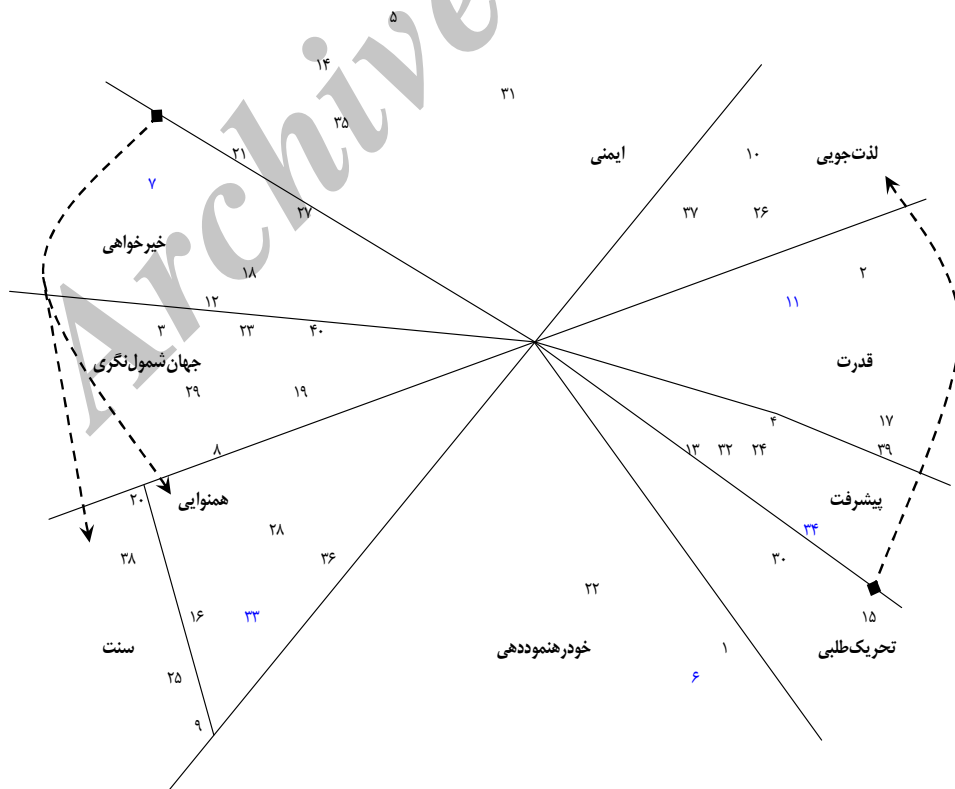 ۵
۱۴
۳۱
۳۵
۲۱ ایمنی ۱۰ لذت‌جویی
۷
۲۷ ۳۷ ۲۶
خیرخواهی
۱۸ ۲
۱۲ ۱۱
۳ ۲۳ ۴۰
جهان‌شمول‌نگری قدرت
۲۹ ۱۹
۴ ۱۷
۸ ۱۳ ۳۲ ۲۴ ۳۹
۲۰ همنوایی پیشرفت
۲۸ ۳۴
۳۸ ۳۶ ۳۰
۲۲
۱۶ ۳۳ ۱۵
سنت خودرهنموددهی ۱ تحریک‌طلبی
۲۵ ۶
۹
Archive